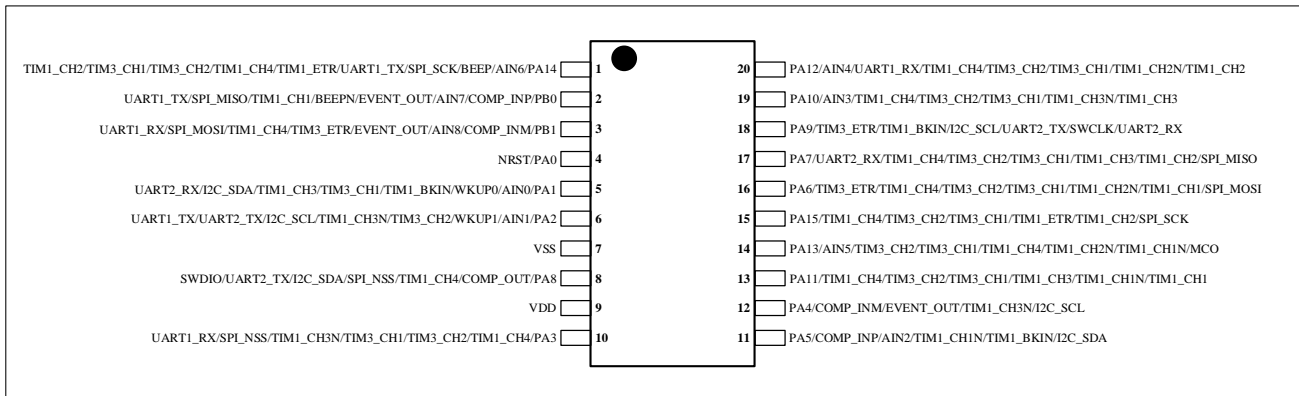 TIM1_CH2/TIM3_CH1/TIM3_CH2/TIM1_CH4/TIM1_ETR/UART1_TX/SPI_SCK/BEEP/AIN6/PA14 1 20 PA12/AIN4/UART1_RX/TIM1_CH4/TIM3_CH2/TIM3_CH1/TIM1_CH2N/TIM1_CH2
UART1_TX/SPI_MISO/TIM1_CH1/BEEPN/EVENT_OUT/AIN7/COMP_INP/PB0 2 19 PA10/AIN3/TIM1_CH4/TIM3_CH2/TIM3_CH1/TIM1_CH3N/TIM1_CH3
UART1_RX/SPI_MOSI/TIM1_CH4/TIM3_ETR/EVENT_OUT/AIN8/COMP_INM/PB1 3 18 PA9/TIM3_ETR/TIM1_BKIN/I2C_SCL/UART2_TX/SWCLK/UART2_RX
NRST/PA0 4 17 PA7/UART2_RX/TIM1_CH4/TIM3_CH2/TIM3_CH1/TIM1_CH3/TIM1_CH2/SPI_MISO
UART2_RX/I2C_SDA/TIM1_CH3/TIM3_CH1/TIM1_BKIN/WKUP0/AIN0/PA1 5 16 PA6/TIM3_ETR/TIM1_CH4/TIM3_CH2/TIM3_CH1/TIM1_CH2N/TIM1_CH1/SPI_MOSI
UART1_TX/UART2_TX/I2C_SCL/TIM1_CH3N/TIM3_CH2/WKUP1/AIN1/PA2 6 15 PA15/TIM1_CH4/TIM3_CH2/TIM3_CH1/TIM1_ETR/TIM1_CH2/SPI_SCK
VSS 7 14 PA13/AIN5/TIM3_CH2/TIM3_CH1/TIM1_CH4/TIM1_CH2N/TIM1_CH1N/MCO
SWDIO/UART2_TX/I2C_SDA/SPI_NSS/TIM1_CH4/COMP_OUT/PA8 8 13 PA11/TIM1_CH4/TIM3_CH2/TIM3_CH1/TIM1_CH3/TIM1_CH1N/TIM1_CH1
VDD 9 12 PA4/COMP_INM/EVENT_OUT/TIM1_CH3N/I2C_SCL
UART1_RX/SPI_NSS/TIM1_CH3N/TIM3_CH1/TIM3_CH2/TIM1_CH4/PA3 10 11 PA5/COMP_INP/AIN2/TIM1_CH1N/TIM1_BKIN/I2C_SDA